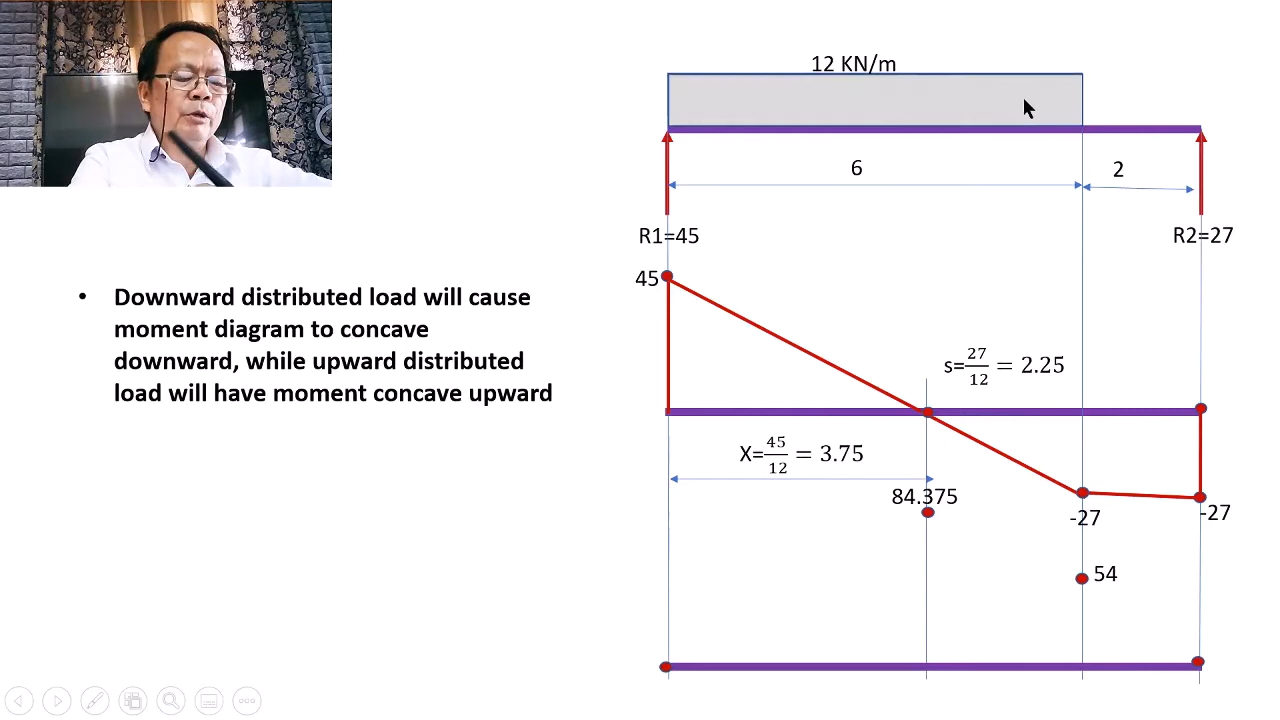 12 KN/m
6
2
R1=45
R2=27
45
• Downward distributed load will cause
moment diagram to concave
downward, while upward distributed
load will have moment concave upward
s=27/12 = 2.25
X=45/12 = 3.75
84.375
-27
-27
54